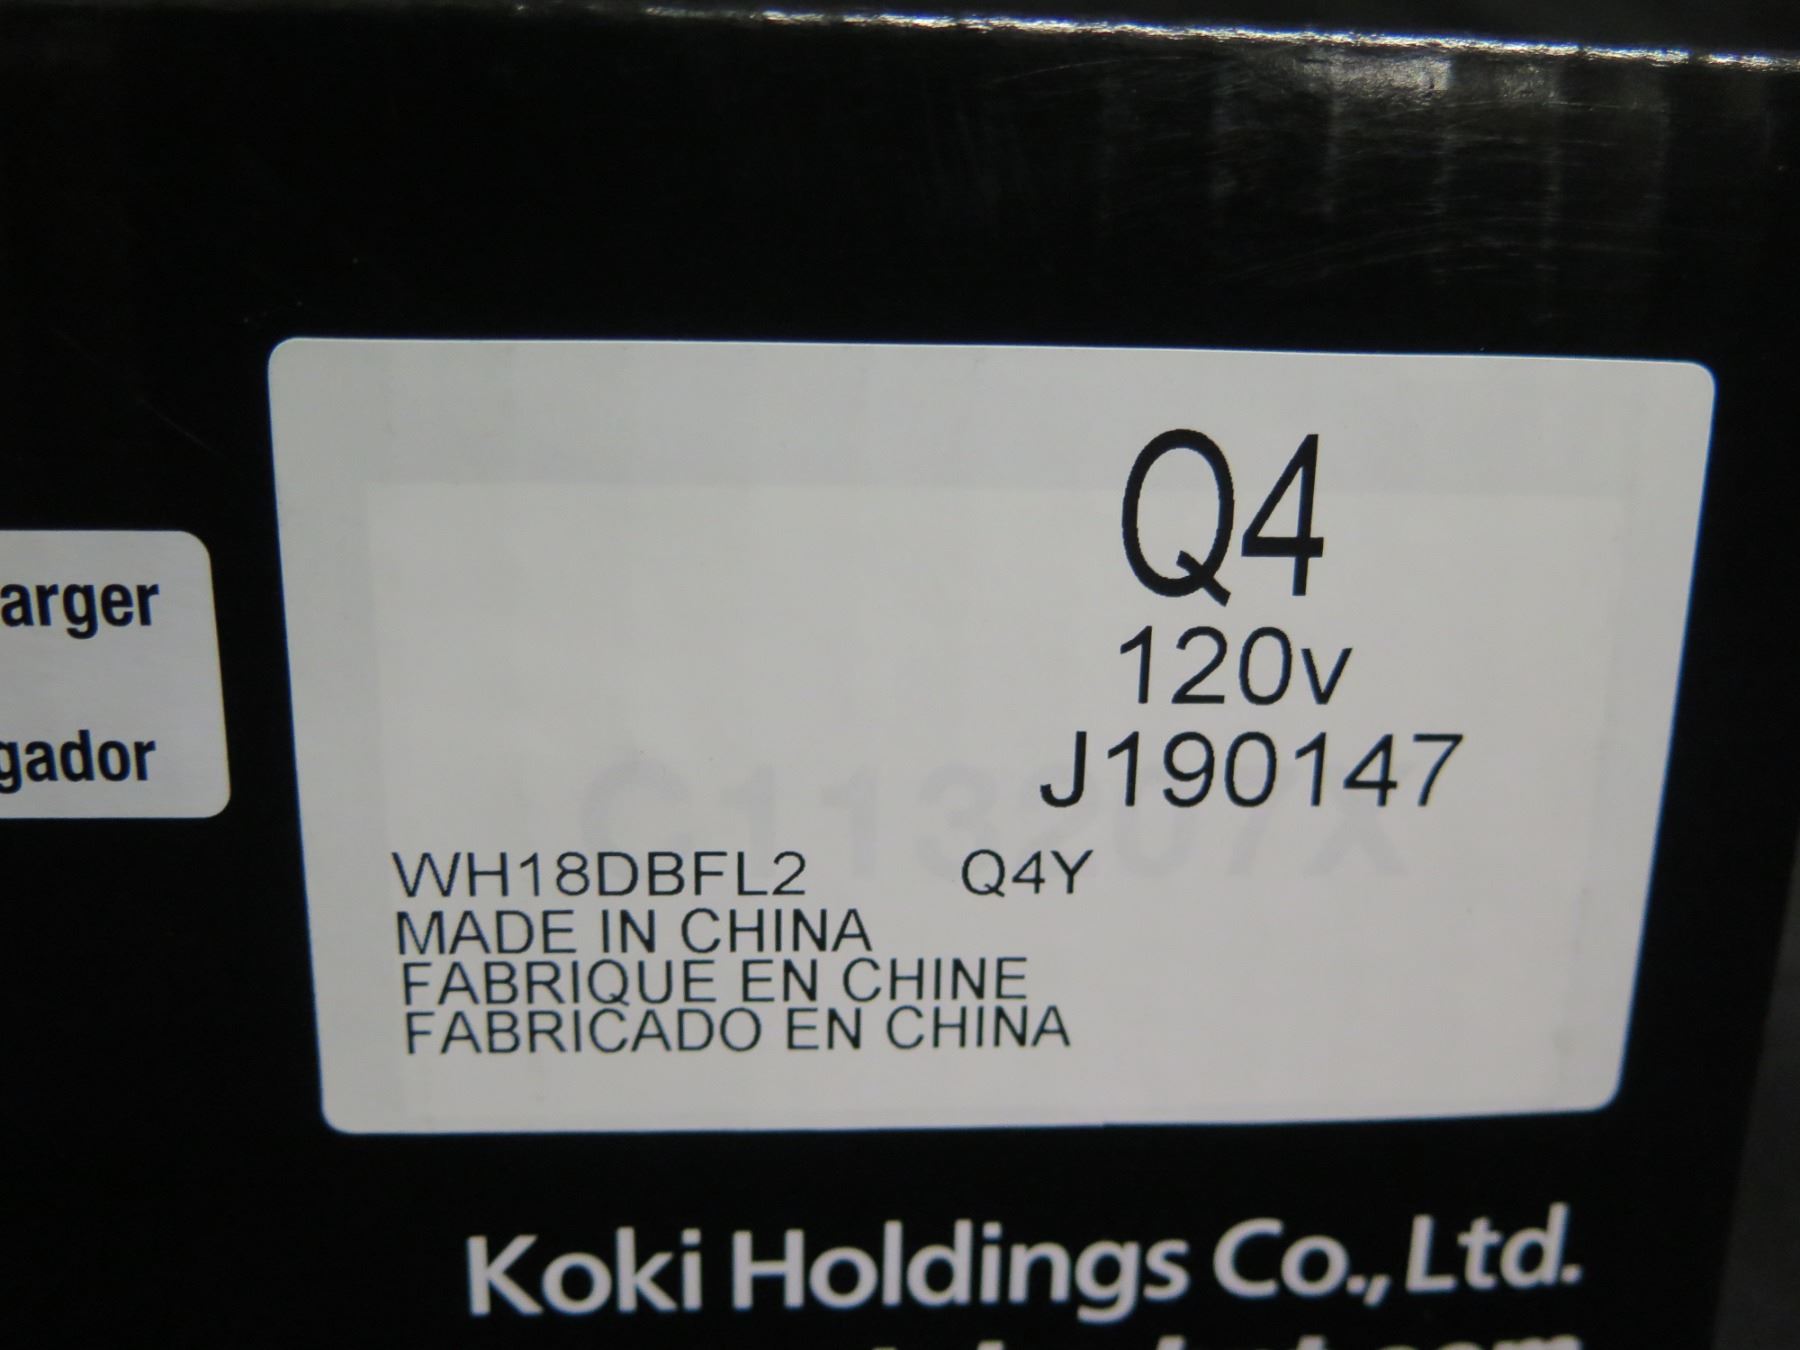 arger
gador
Q4
120v
J190147
C113207X
WH18DBFL2 Q4Y
MADE IN CHINA
FABRIQUE EN CHINE
FABRICADO EN CHINA
Koki Holdings Co., Ltd.